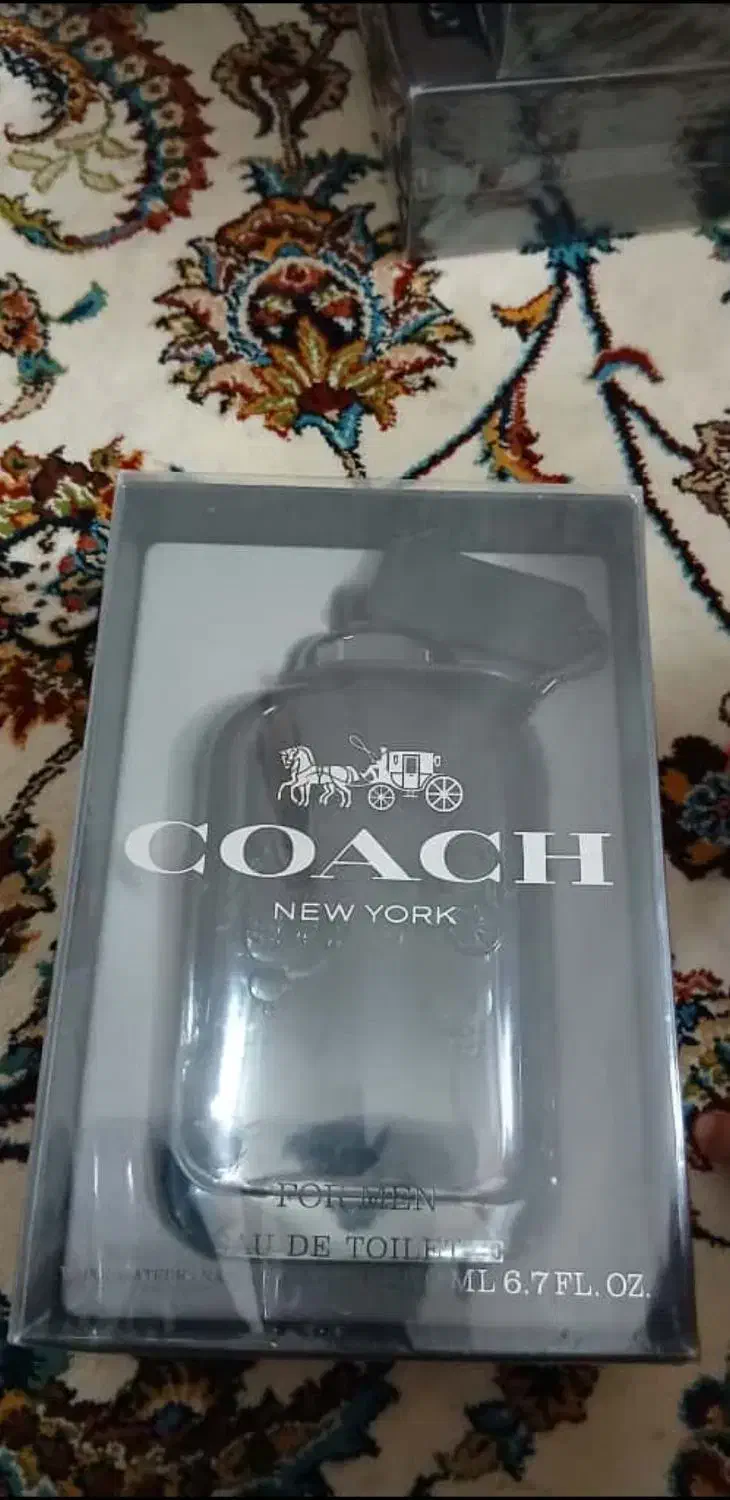 COACH
NEW YORK
FOR MEN
EAU DE TOILETTE
ML 6.7 FL. OZ.